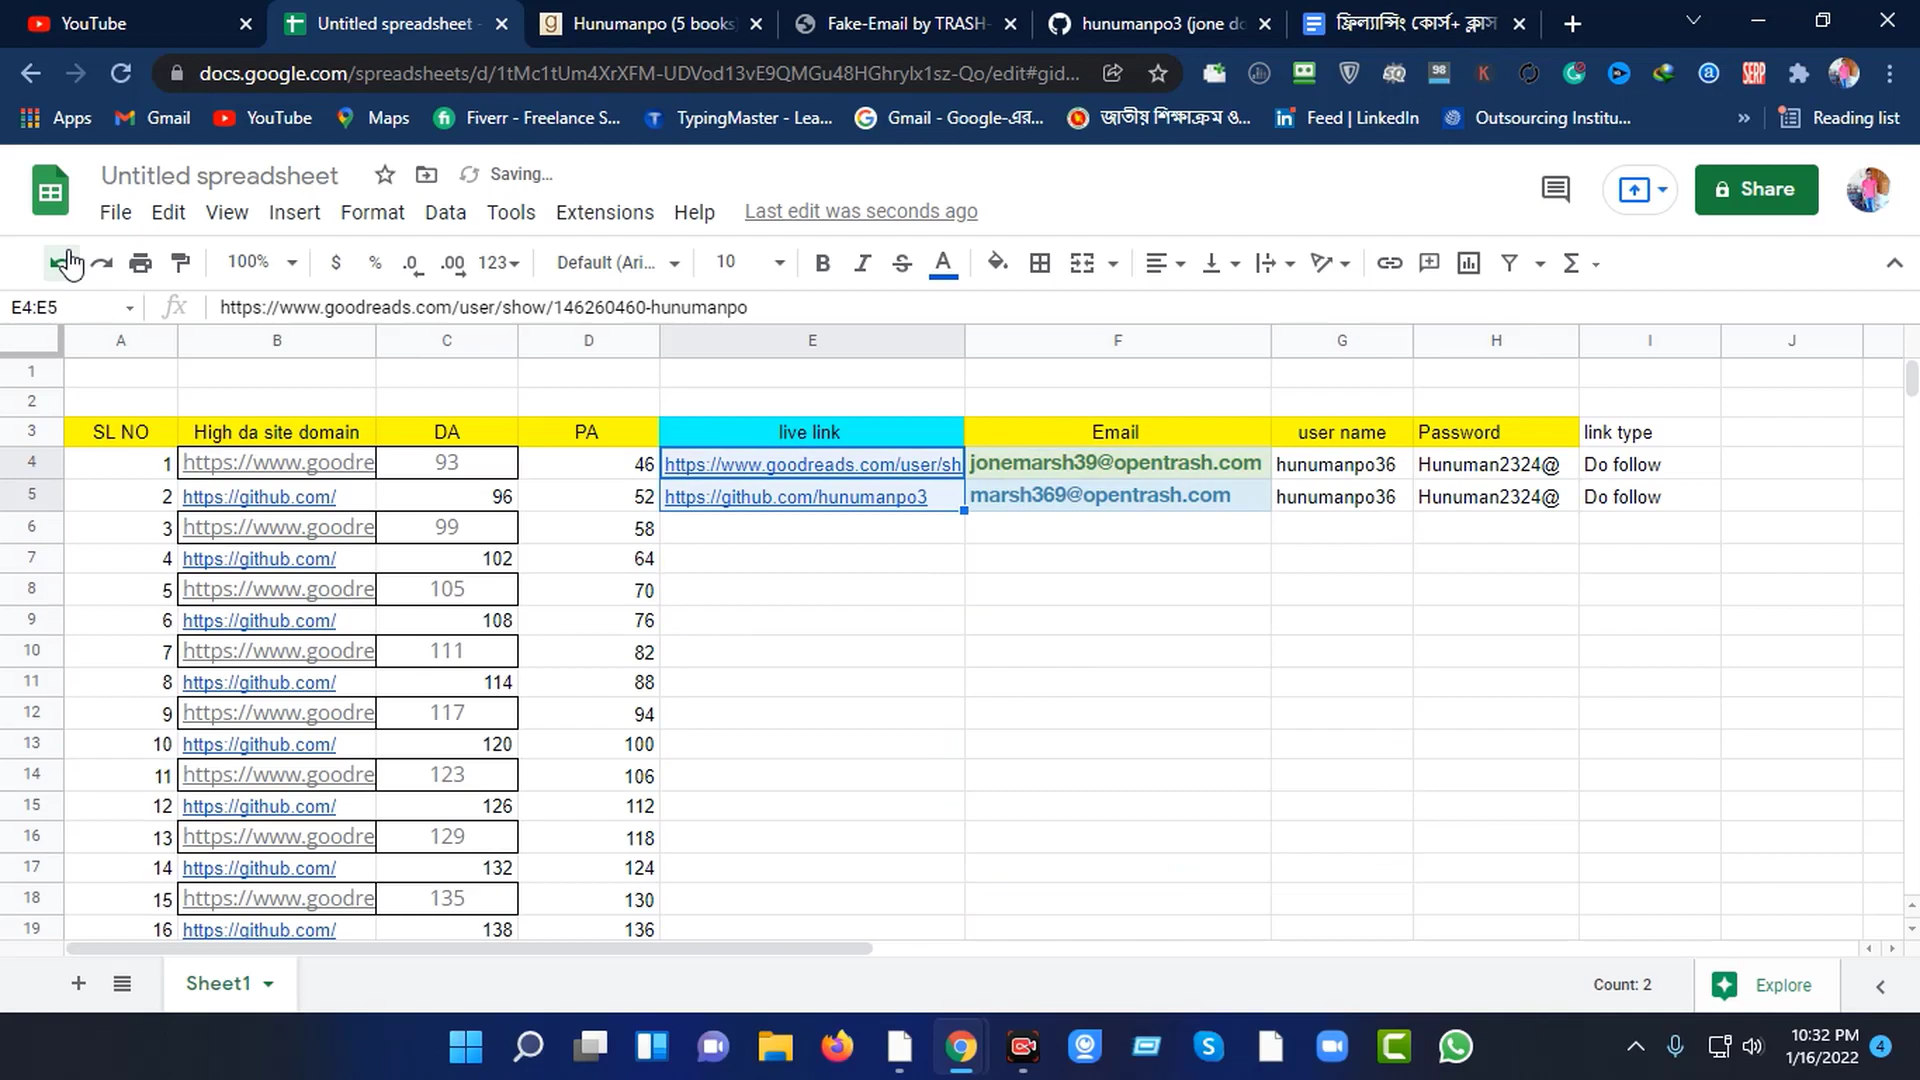 YouTube
Untitled spreadsheet -
Hunumanpo (5 books)
Fake-Email by TRASH-
hunumanpo3 (jone do
ফ্রিল্যান্সিং কোর্স+ ক্লাস
docs.google.com/spreadsheets/d/1tMc1tUm4XrXFM-UDVod13vE9QMGu48HGhrylx1sz-Qo/edit#gid...
Apps Gmail YouTube Maps Fiverr - Freelance S... TypingMaster - Lea... Gmail - Google-এর... জাতীয় শিক্ষাক্রম ও... Feed | LinkedIn Outsourcing Institu... » Reading list
Untitled spreadsheet Saving... Share
File Edit View Insert Format Data Tools Extensions Help Last edit was seconds ago
100% $ % .0 .00 123 Default (Ari... 10 B I S A
E4:E5 fx https://www.goodreads.com/user/show/146260460-hunumanpo
A B C D E F G H I J
1
2
3 SL NO High da site domain DA PA live link Email user name Password link type
4 1 https://www.goodre 93 46 https://www.goodreads.com/user/sh jonemarsh39@opentrash.com hunumanpo36 Hunuman2324@ Do follow
5 2 https://github.com/ 96 52 https://github.com/hunumanpo3 marsh369@opentrash.com hunumanpo36 Hunuman2324@ Do follow
6 3 https://www.goodre 99 58
7 4 https://github.com/ 102 64
8 5 https://www.goodre 105 70
9 6 https://github.com/ 108 76
10 7 https://www.goodre 111 82
11 8 https://github.com/ 114 88
12 9 https://www.goodre 117 94
13 10 https://github.com/ 120 100
14 11 https://www.goodre 123 106
15 12 https://github.com/ 126 112
16 13 https://www.goodre 129 118
17 14 https://github.com/ 132 124
18 15 https://www.goodre 135 130
19 16 https://github.com/ 138 136
Sheet1 Count: 2 Explore
10:32 PM
1/16/2022 4